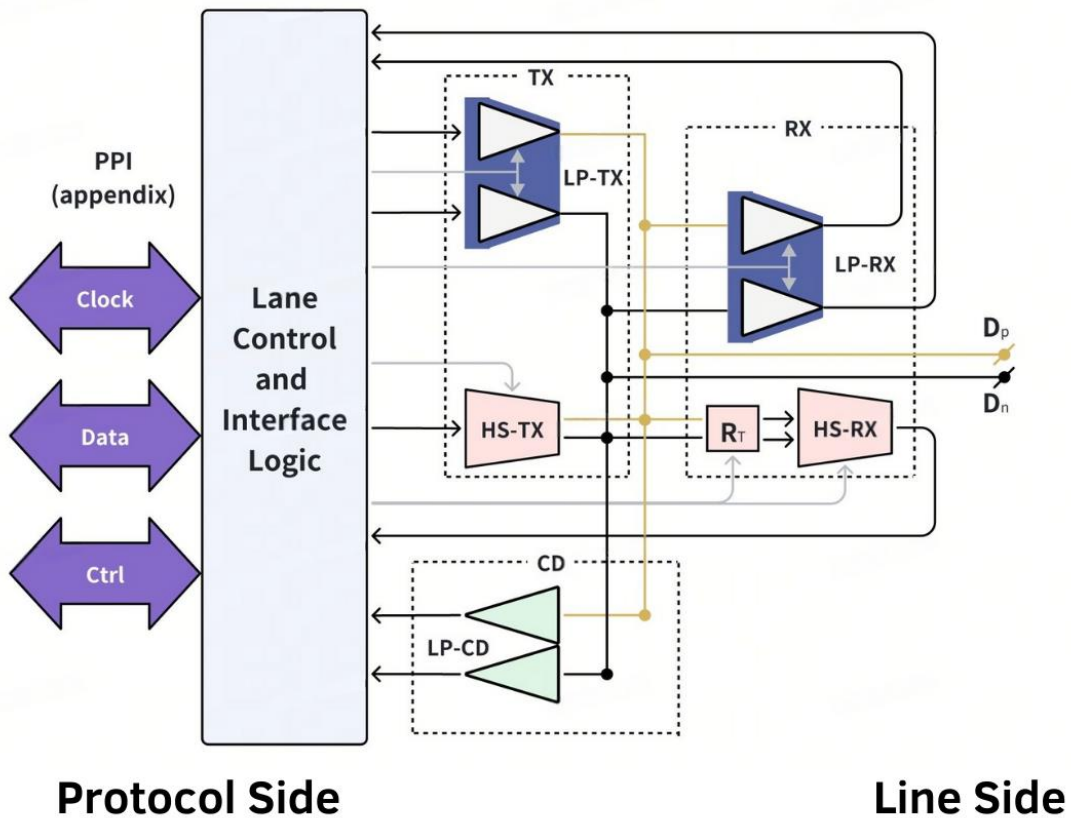 TX
RX
PPI
(appendix)
LP-TX
LP-RX
Clock
Lane
Control
and
Interface
Logic
Dp
Dn
Data
HS-TX
RT
HS-RX
CD
Ctrl
LP-CD
Protocol Side
Line Side